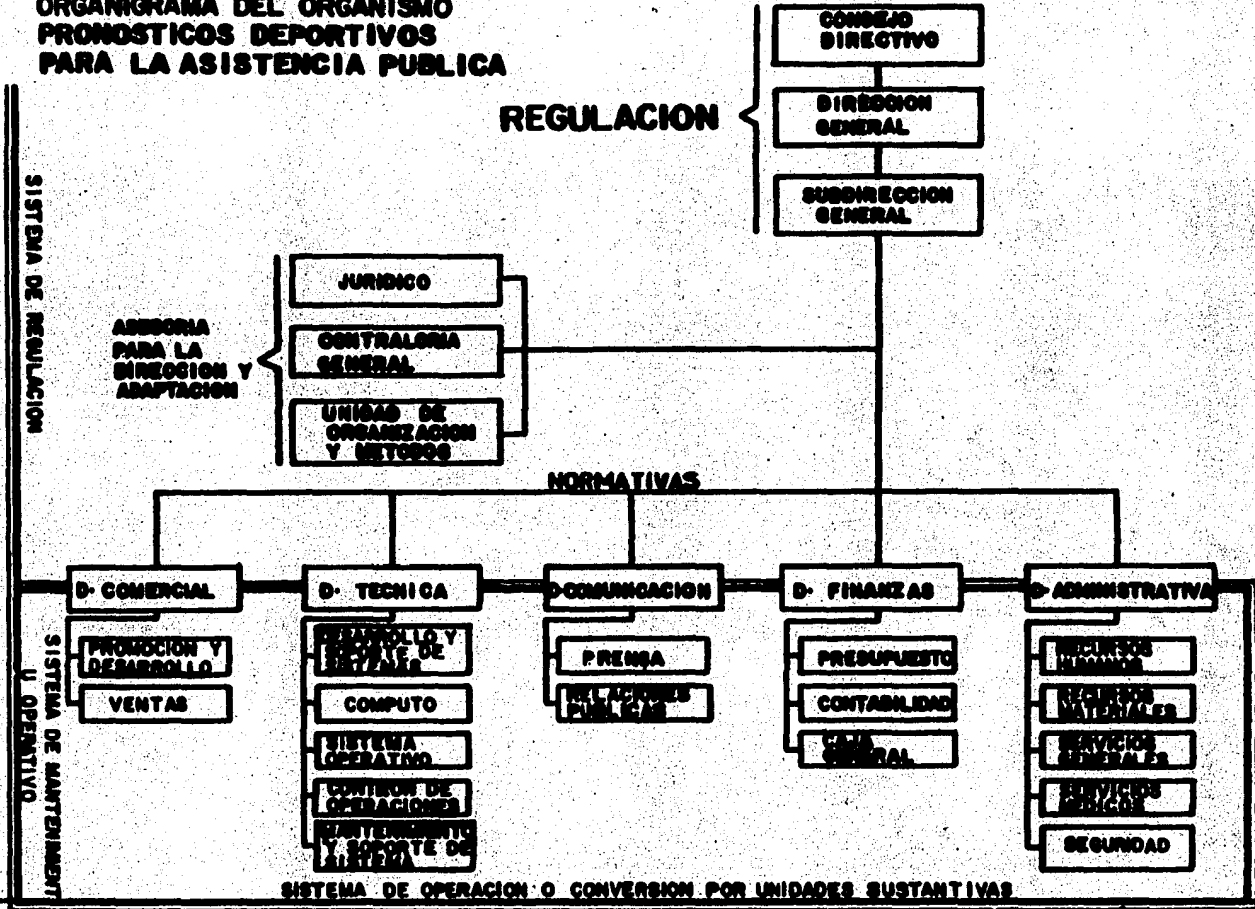 ORGANIGRAMA DEL ORGANISMO
PRONOSTICOS DEPORTIVOS
PARA LA ASISTENCIA PUBLICA
CONSEJO
DIRECTIVO
REGULACION
DIRECCION
GENERAL
SUBDIRECCION
GENERAL
SISTEMA DE REGULACION
JURIDICO
ASESORIA
PARA LA
DIRECCION Y
ADAPTACION
CONTRALORIA
GENERAL
UNIDAD DE
ORGANIZACION
Y METODOS
NORMATIVAS
D. COMERCIAL
PROMOCION Y
DESARROLLO
VENTAS
D. TECNICA
DESARROLLO Y
SOPORTE DE
SISTEMES
COMPUTO
SISTEMA
OPERATIVO
CONTROL DE
OPERACIONES
MANTENIMIENTO
Y SOPORTE DE
SISTEMA
D.COMUNICACION
PRENSA
RELACIONES
PUBLICAS
D. FINANZAS
PRESUPUESTO
CONTABILIDAD
CAJA
GENERAL
D.ADMINISTRATIVA
RECURSOS
HUMANOS
RECURSOS
MATERIALES
SERVICIOS
GENERALES
SERVICIOS
MEDICOS
SEGURIDAD
SISTEMA DE MANTENIMIENT
U OPERTIVO
SISTEMA DE OPERACION O CONVERSION POR UNIDADES SUSTANTIVAS